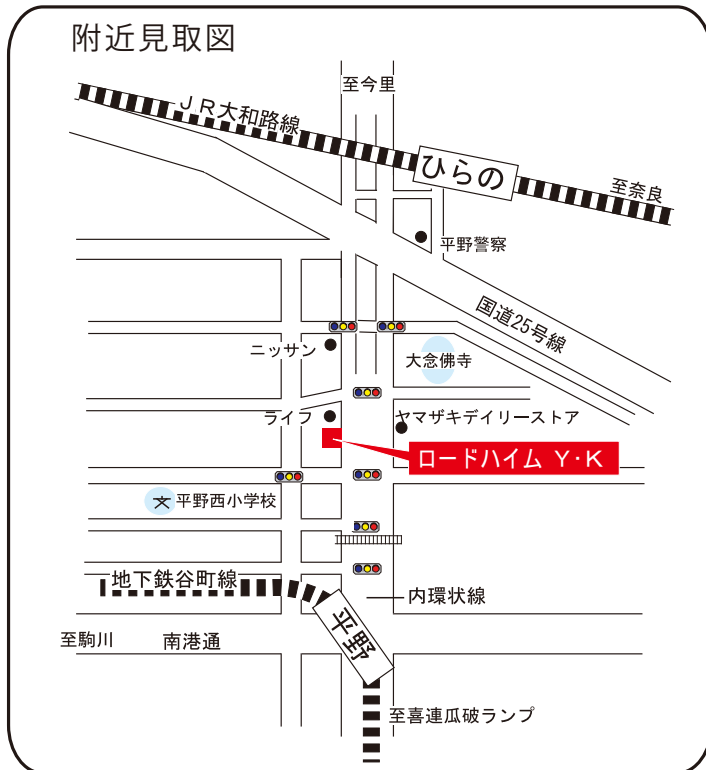 附近見取図
至今里
JR大和路線
ひらの
至奈良
平野警察
国道25号線
ニッサン
大念佛寺
ライフ
ヤマザキデイリーストア
ロードハイム Y・K
文平野西小学校
地下鉄谷町線
内環状線
平野
至駒川
南港通
至喜連瓜破ランプ